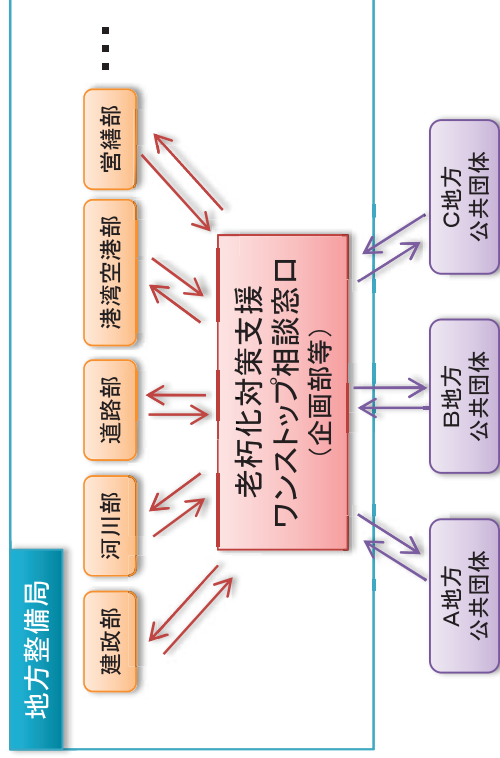 地方整備局
建政部
河川部
道路部
港湾空港部
営繕部
…
老朽化対策支援
ワンストップ相談窓口
（企画部等）
A地方
公共団体
B地方
公共団体
C地方
公共団体